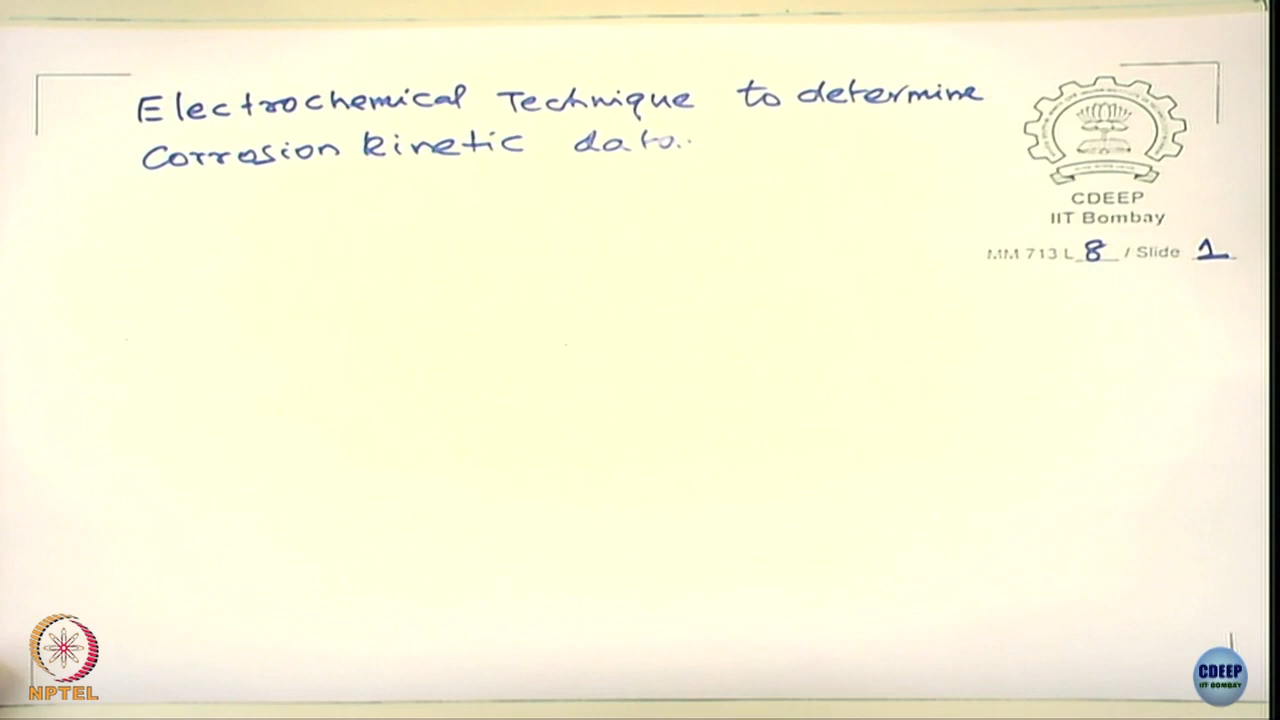 Electrochemical Technique to determine
Corrosion kinetic data..
CDEEP
IIT Bombay
MM 713 L 8 / Slide 1
NPTEL
CDEEP
IIT BOMBAY